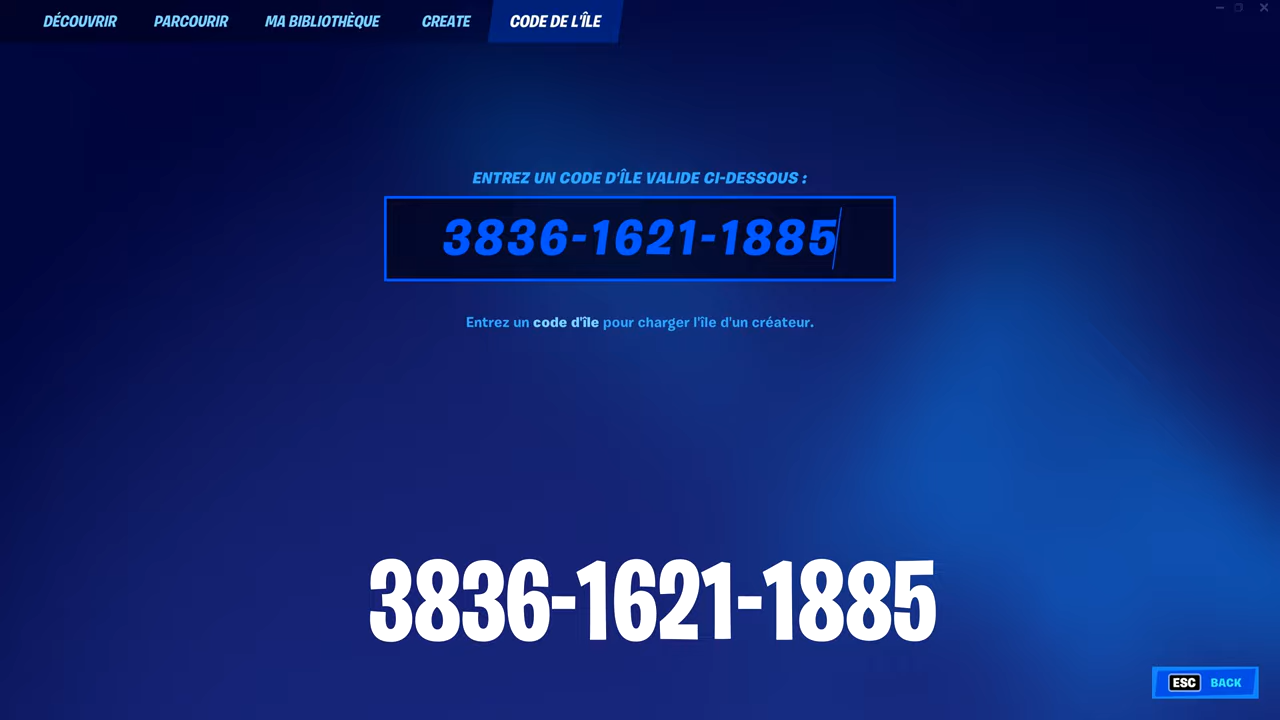 DÉCOUVRIR PARCOURIR MA BIBLIOTHÈQUE CREATE CODE DE L'ÎLE
ENTREZ UN CODE D'ÎLE VALIDE CI-DESSOUS :
3836-1621-1885
Entrez un code d'île pour charger l'île d'un créateur.
3836-1621-1885
ESC BACK